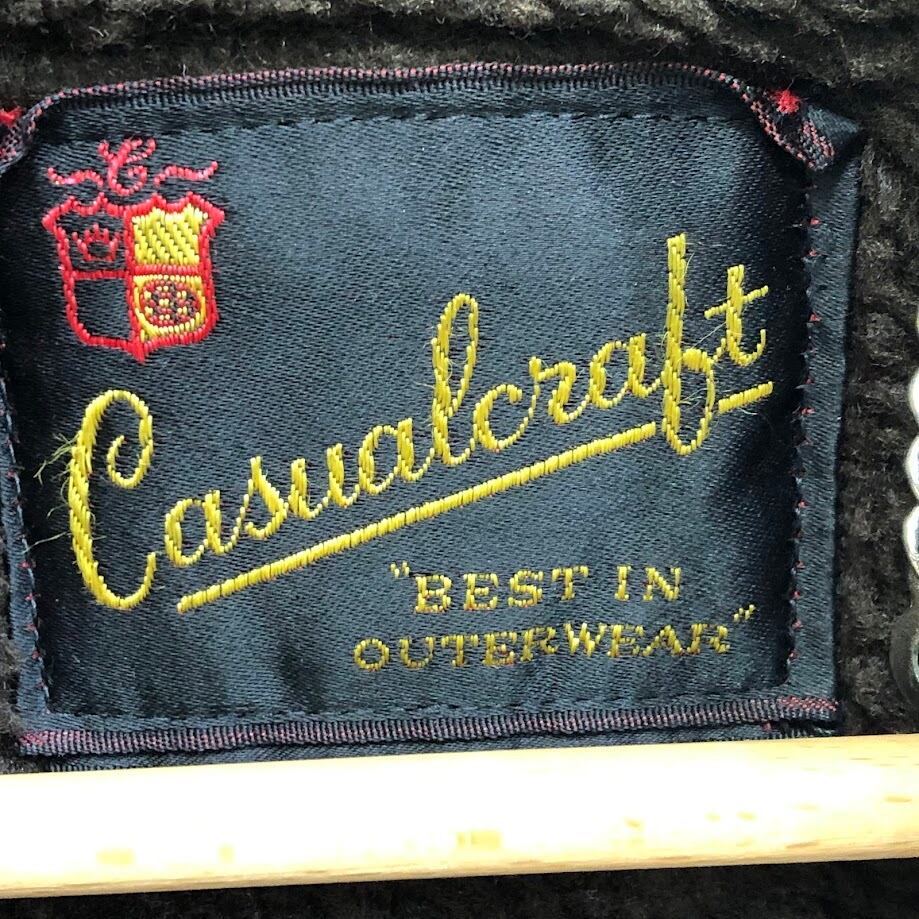 Casualcraft
"BEST IN
OUTERWEAR"